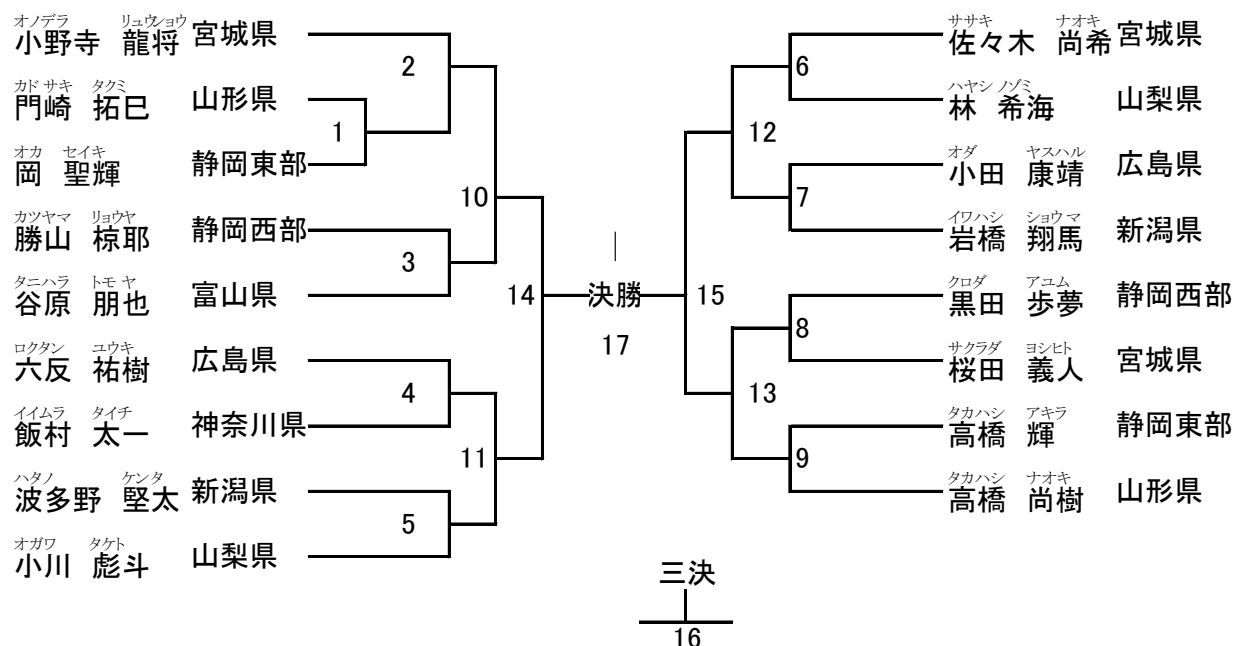 オノデラ リュウショウ
小野寺 龍将 宮城県
カドサキ タクミ
門崎 拓巳 山形県
オカ セイキ
岡 聖輝 静岡東部
カツヤマ リョウヤ
勝山 椋耶 静岡西部
タニハラ トモヤ
谷原 朋也 富山県
ロクタン ユウキ
六反 祐樹 広島県
イイムラ タイチ
飯村 太一 神奈川県
ハタノ ケンタ
波多野 堅太 新潟県
オガワ タケト
小川 彪斗 山梨県
2
1
10
3
14
4
11
5
決勝
17
三決
16
6
12
7
15
8
13
9
ササキ ナオキ
佐々木 尚希 宮城県
ハヤシ ノゾミ
林 希海 山梨県
オダ ヤスハル
小田 康靖 広島県
イワハシ ショウマ
岩橋 翔馬 新潟県
クロダ アユム
黒田 歩夢 静岡西部
サクラダ ヨシヒト
桜田 義人 宮城県
タカハシ アキラ
高橋 輝 静岡東部
タカハシ ナオキ
高橋 尚樹 山形県